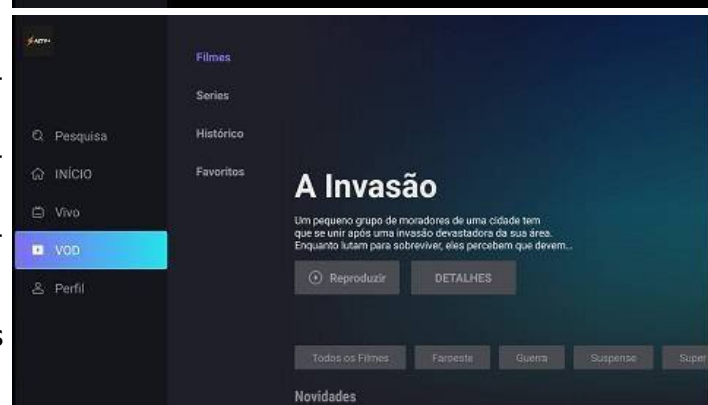 Filmes
Series
Histórico
Favoritos
Pesquisa
INÍCIO
Vivo
VOD
Perfil
A Invasão
Um pequeno grupo de moradores de uma cidade tem
que se unir após uma invasão devastadora da sua área.
Enquanto lutam para sobreviver, eles percebem que devem...
Reproduzir
DETALHES
Todos os Filmes
Faroeste
Guerra
Suspense
Super
Novidades